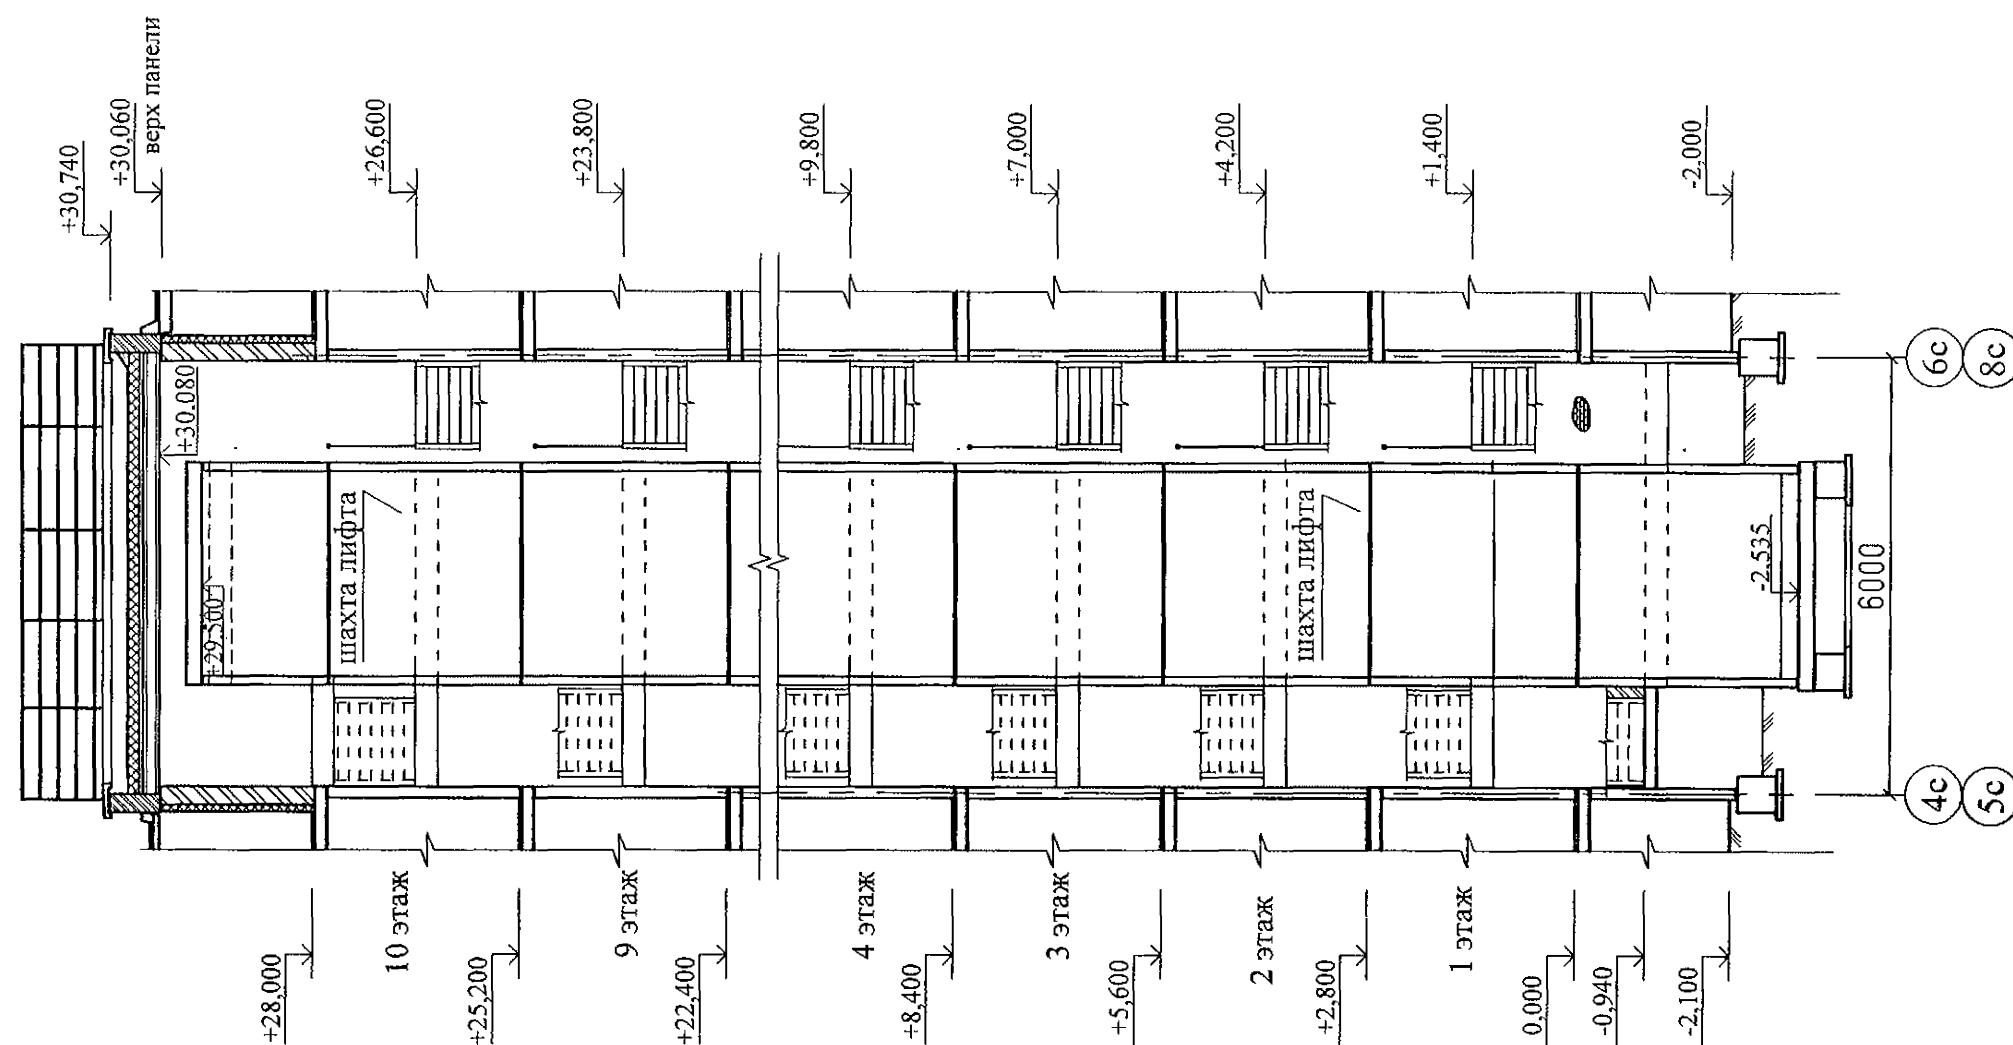 +30,740
+30,060
верх панели
+26,600
+23,800
+9,800
+7,000
+4,200
+1,400
-2,000
+30.080
+29.500
шахта лифта
шахта лифта
-2,535
6000
6с
8с
4с
5с
10 этаж
9 этаж
4 этаж
3 этаж
2 этаж
1 этаж
+28,000
+25,200
+22,400
+8,400
+5,600
+2,800
0,000
-0,940
-2,100